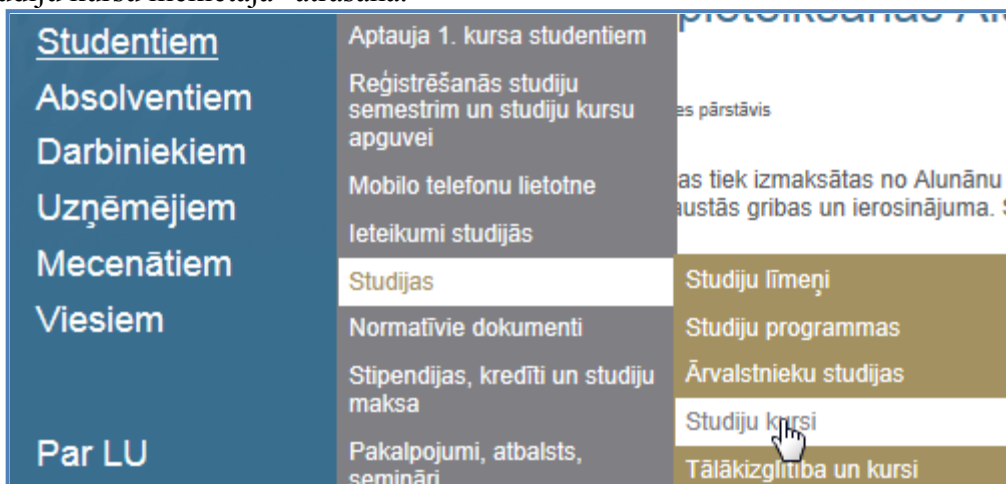 Studentiem
Absolventiem
Darbiniekiem
Uzņēmējiem
Mecenātiem
Viesiem
Par LU
Aptauja 1. kursa studentiem
Reģistrēšanās studiju
semestrim un studiju kursu
apguvei
Mobilo telefonu lietotne
Ieteikumi studijās
Studijas
Normatīvie dokumenti
Stipendijas, kredīti un studiju
maksa
Pakalpojumi, atbalsts,
semināri
es pārstāvis
as tiek izmaksātas no Alunānu
austās gribas un ierosinājuma.
Studiju līmeņi
Studiju programmas
Ārvalstnieku studijas
Studiju kursi
Tālākizglītība un kursi